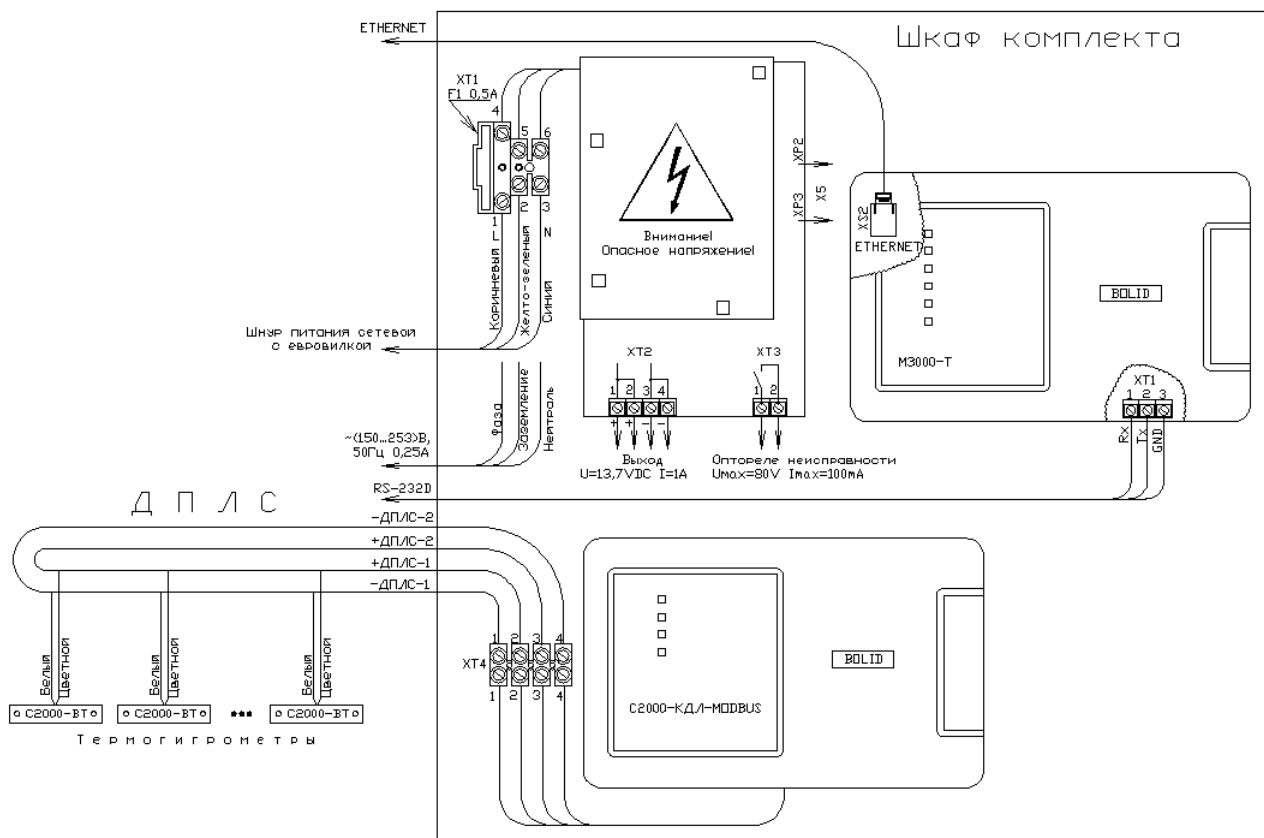 ETHERNET
Шкаф комплекта
XT1
F1 0,5A
4
5
6
1
2
3
L
N
Коричневый
Желто-зеленый
Синий
Внимание!
Опасное напряжение!
XP2
XP3
X5
XS2
ETHERNET
BOLID
М3000-Т
XT1
1 2 3
Rx
Tx
GND
Шнур питания сетевой
с евровилкой
Фаза
Заземление
Нейтраль
~(150...253)В,
50Гц 0,25А
XT2
1 2 3 4
+ + - -
Выход
U=13,7VDC I=1A
XT3
1 2
Оптореле неисправности
Umax=80V Imax=100mA
RS-232D
ДПЛС
-ДПЛС-2
+ДПЛС-2
+ДПЛС-1
-ДПЛС-1
XT4
1 2 3 4
1 2 3 4
BOLID
С2000-КДЛ-MODBUS
Белый
Цветной
Белый
Цветной
Белый
Цветной
С2000-ВТ
С2000-ВТ
***
С2000-ВТ
Термогигрометры